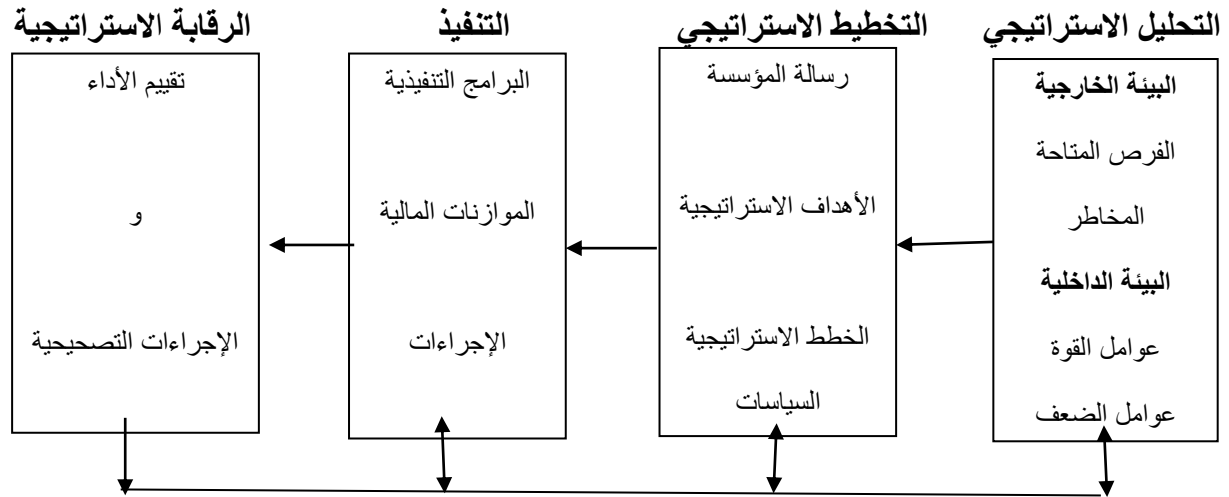 التحليل الاستراتيجي
البيئة الخارجية
الفرص المتاحة
المخاطر
البيئة الداخلية
عوامل القوة
عوامل الضعف
التخطيط الاستراتيجي
رسالة المؤسسة
الأهداف الاستراتيجية
الخطط الاستراتيجية
السياسات
التنفيذ
البرامج التنفيذية
الموازنات المالية
الإجراءات
الرقابة الاستراتيجية
تقييم الأداء
و
الإجراءات التصحيحية